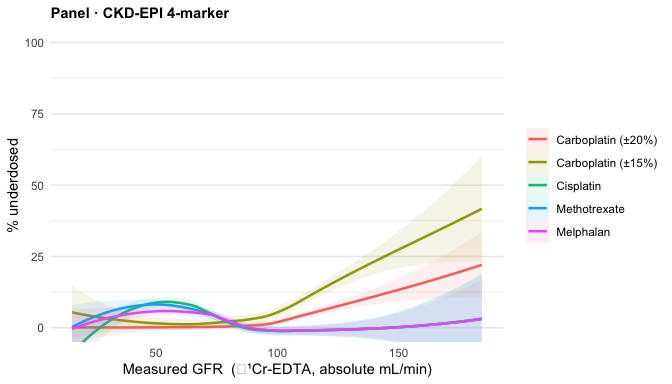 Panel · CKD-EPI 4-marker
100
75
50
25
0
% underdosed
50
100
150
Measured GFR (□¹Cr-EDTA, absolute mL/min)
Carboplatin (±20%)
Carboplatin (±15%)
Cisplatin
Methotrexate
Melphalan